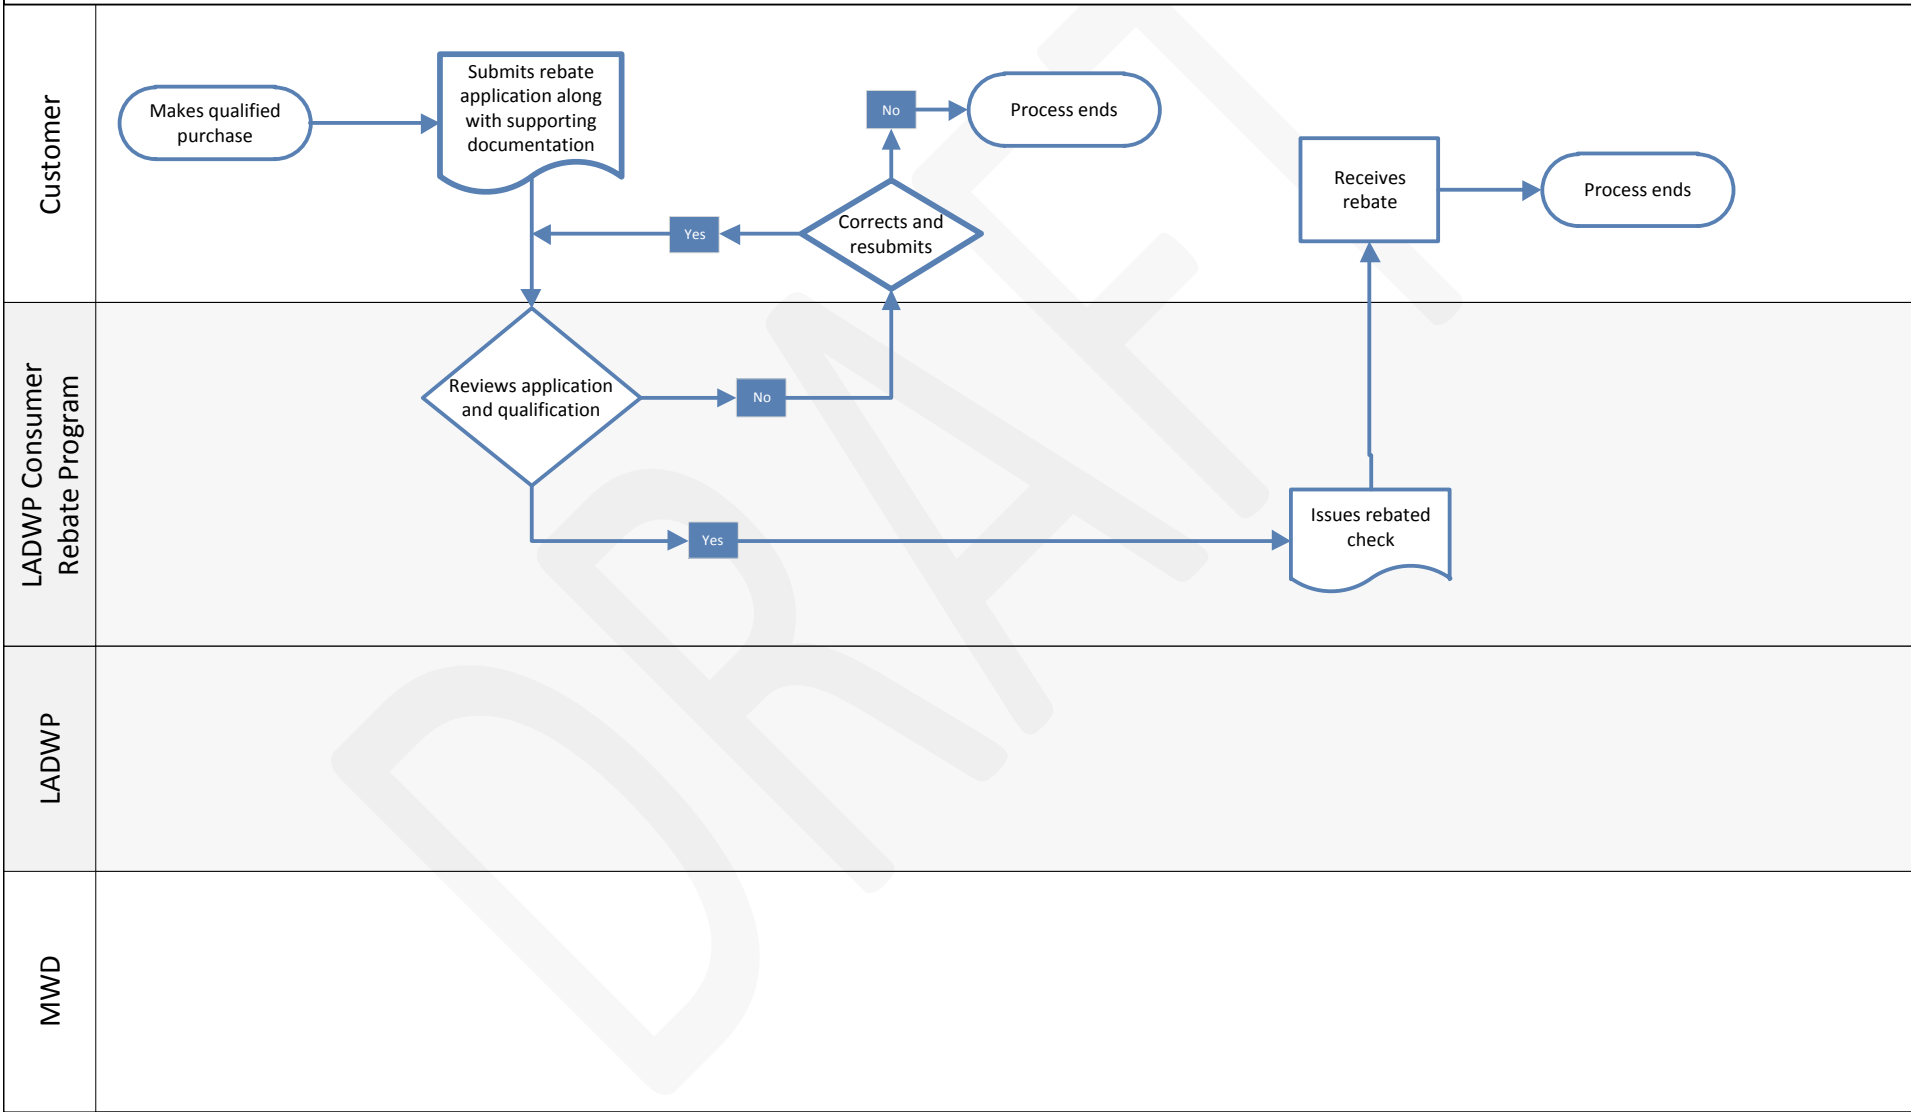 Customer
Makes qualified
purchase
Submits rebate
application along
with supporting
documentation
No
Process ends
Yes
Corrects and
resubmits
Receives
rebate
Process ends
LADWP Consumer
Rebate Program
Reviews application
and qualification
No
Yes
Issues rebated
check
LADWP
MWD
DRAFT